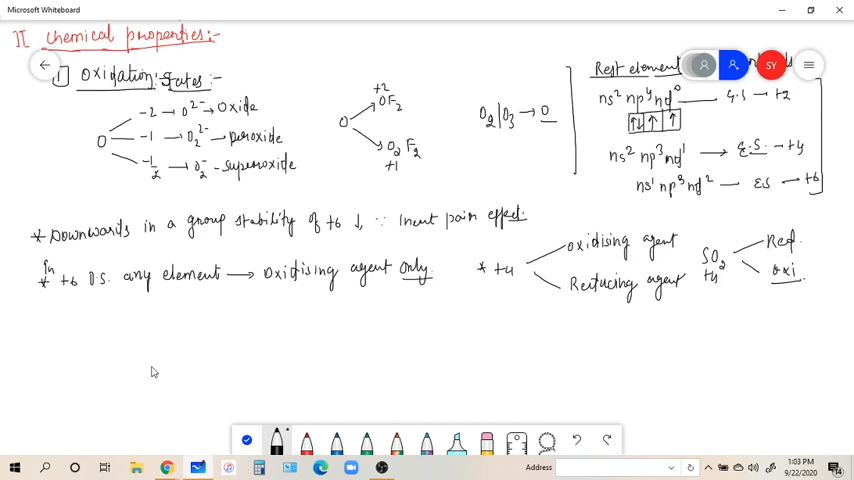 Microsoft Whiteboard
II Chemical properties:-
1) Oxidation States:-
O
-2 → O²⁻ → Oxide
-1 → O₂²⁻ → peroxide
-1/2 → O₂⁻ - superoxide
O
+2
OF₂
O₂F₂
+1
O₂/O₃ → O
Rest element
ns² np⁴ nd⁰ — G.S → +2
↑↓ ↑ ↑
ns² np³ nd¹ → E.S. → +4
ns¹ np³ nd² — ES → +6
* Downwards in a group stability of +6 ↓ ∵ Inert pair effect.
* In +6 O.S. any element → Oxidising agent only.
* +4
oxidising agent
Reducing agent
SO₂
+4
Red.
oxi
SY
Address
1:03 PM
9/22/2020
14